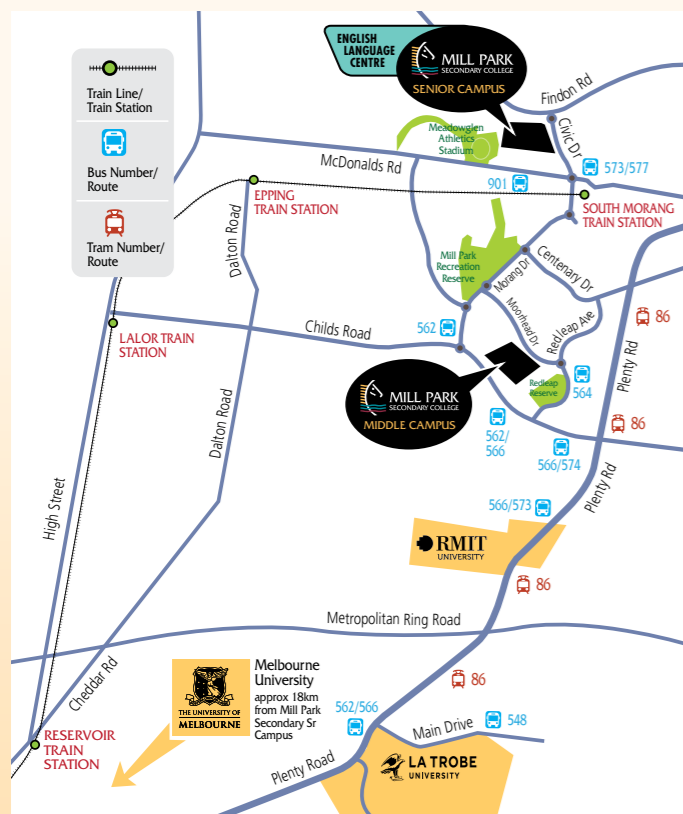 ENGLISH
LANGUAGE
CENTRE
MILL PARK
SECONDARY COLLEGE
SENIOR CAMPUS
Findon Rd
Civic Dr
Train Line/
Train Station
Bus Number/
Route
Tram Number/
Route
Meadowglen
Athletics
Stadium
McDonalds Rd
573/577
901
EPPING
TRAIN STATION
SOUTH MORANG
TRAIN STATION
Dalton Road
Mill Park
Recreation
Reserve
Morang Dr
Centenary Dr
Moorhead Dr
Redleap Ave
86
LALOR TRAIN
STATION
Childs Road
562
Plenty Rd
Redleap
Reserve
564
MILL PARK
SECONDARY COLLEGE
MIDDLE CAMPUS
562/
566
86
566/574
Dalton Road
High Street
566/573
Plenty Rd
RMIT
UNIVERSITY
86
Metropolitan Ring Road
Cheddar Rd
THE UNIVERSITY OF
MELBOURNE
Melbourne
University
approx 18km
from Mill Park
Secondary Sr
Campus
86
562/566
548
Main Drive
RESERVOIR
TRAIN
STATION
Plenty Road
LA TROBE
UNIVERSITY